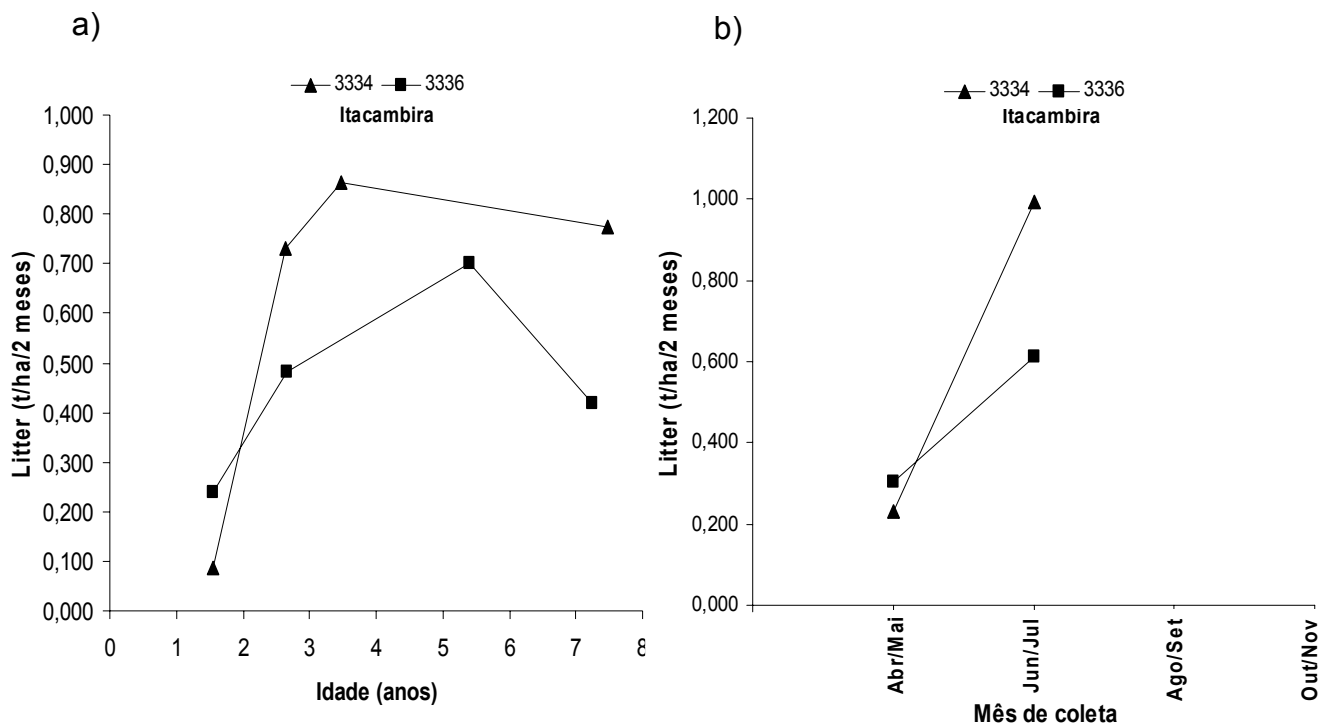 a)
3334 3336
Itacambira
1,000
0,900
0,800
0,700
0,600
0,500
0,400
0,300
0,200
0,100
0,000
Litter (t/ha/2 meses)
0 1 2 3 4 5 6 7 8
Idade (anos)
b)
3334 3336
Itacambira
1,200
1,000
0,800
0,600
0,400
0,200
0,000
Litter (t/ha/2 meses)
Abr/Mai
Jun/Jul
Ago/Set
Out/Nov
Mês de coleta